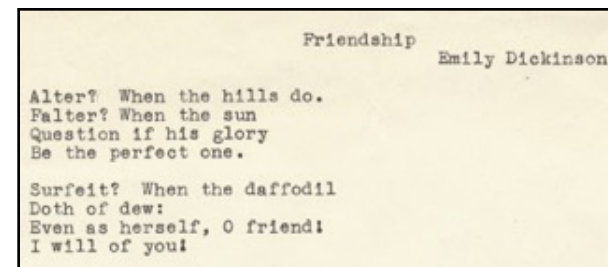 Friendship
Emily Dickinson
Alter? When the hills do.
Falter? When the sun
Question if his glory
Be the perfect one.
Surfeit? When the daffodil
Doth of dew:
Even as herself, O friend!
I will of you!